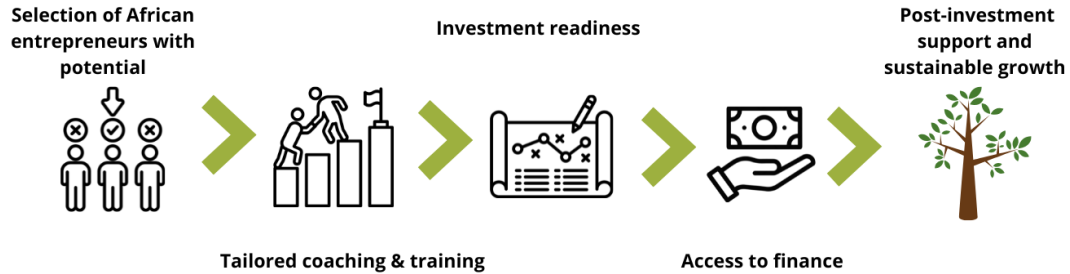 Selection of African
entrepreneurs with
potential
Tailored coaching & training
Investment readiness
Access to finance
Post-investment
support and
sustainable growth